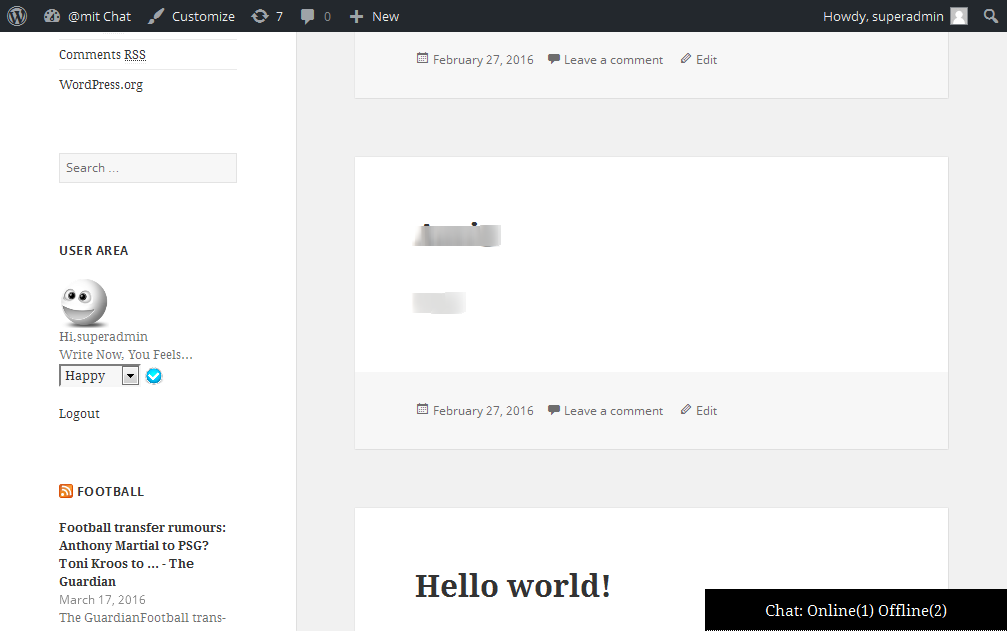 @mit Chat Customize 7 0 New Howdy, superadmin
Comments RSS
WordPress.org
Search ...
USER AREA
Hi,superadmin
Write Now, You Feels...
Happy
Logout
FOOTBALL
Football transfer rumours:
Anthony Martial to PSG?
Toni Kroos to ... - The
Guardian
March 17, 2016
The GuardianFootball trans-
February 27, 2016 Leave a comment Edit
February 27, 2016 Leave a comment Edit
Hello world!
Chat: Online(1) Offline(2)